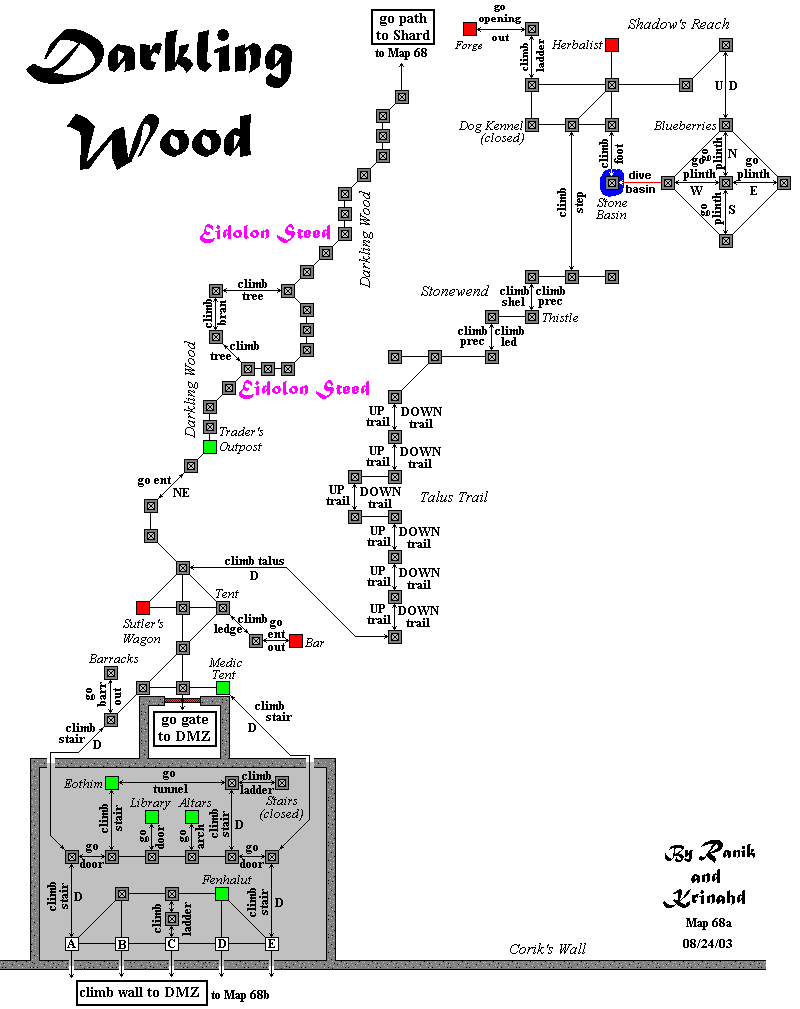 Darkling
Wood
go path
to Shard
to Map 68
go
opening
out
Forge
climb
ladder
Herbalist
Shadow's Reach
U D
Dog Kennel
(closed)
Blueberries
climb
foot
dive
basin
Stone
Basin
go
plinth
N
go
plinth
W
go
plinth
E
go
plinth
S
go
climb
step
Darkling Wood
Eidolon Steed
climb
tree
climb
bran
climb
tree
Eidolon Steed
Darkling Wood
Trader's
Outpost
Stonewend
climb
shel
climb
prec
Thistle
climb
prec
climb
led
UP
trail
DOWN
trail
UP
trail
DOWN
trail
UP
trail
DOWN
trail
Talus Trail
UP
trail
DOWN
trail
UP
trail
DOWN
trail
UP
trail
DOWN
trail
go ent
NE
climb talus
D
Tent
Sutler's
Wagon
climb
ledge
go
ent
out
Bar
Barracks
go
barr
out
Medic
Tent
climb
stair
D
climb
stair
D
go gate
to DMZ
Eothim
go
tunnel
climb
ladder
Stairs
(closed)
Library
Altars
climb
stair
go
door
go
arch
climb
stair
D
go
door
go
door
climb
stair
D
Fenhalut
climb
ladder
climb
stair
D
A
B
C
D
E
climb wall to DMZ
to Map 68b
Corik's Wall
By Ranik
and
Krinahd
Map 68a
08/24/03